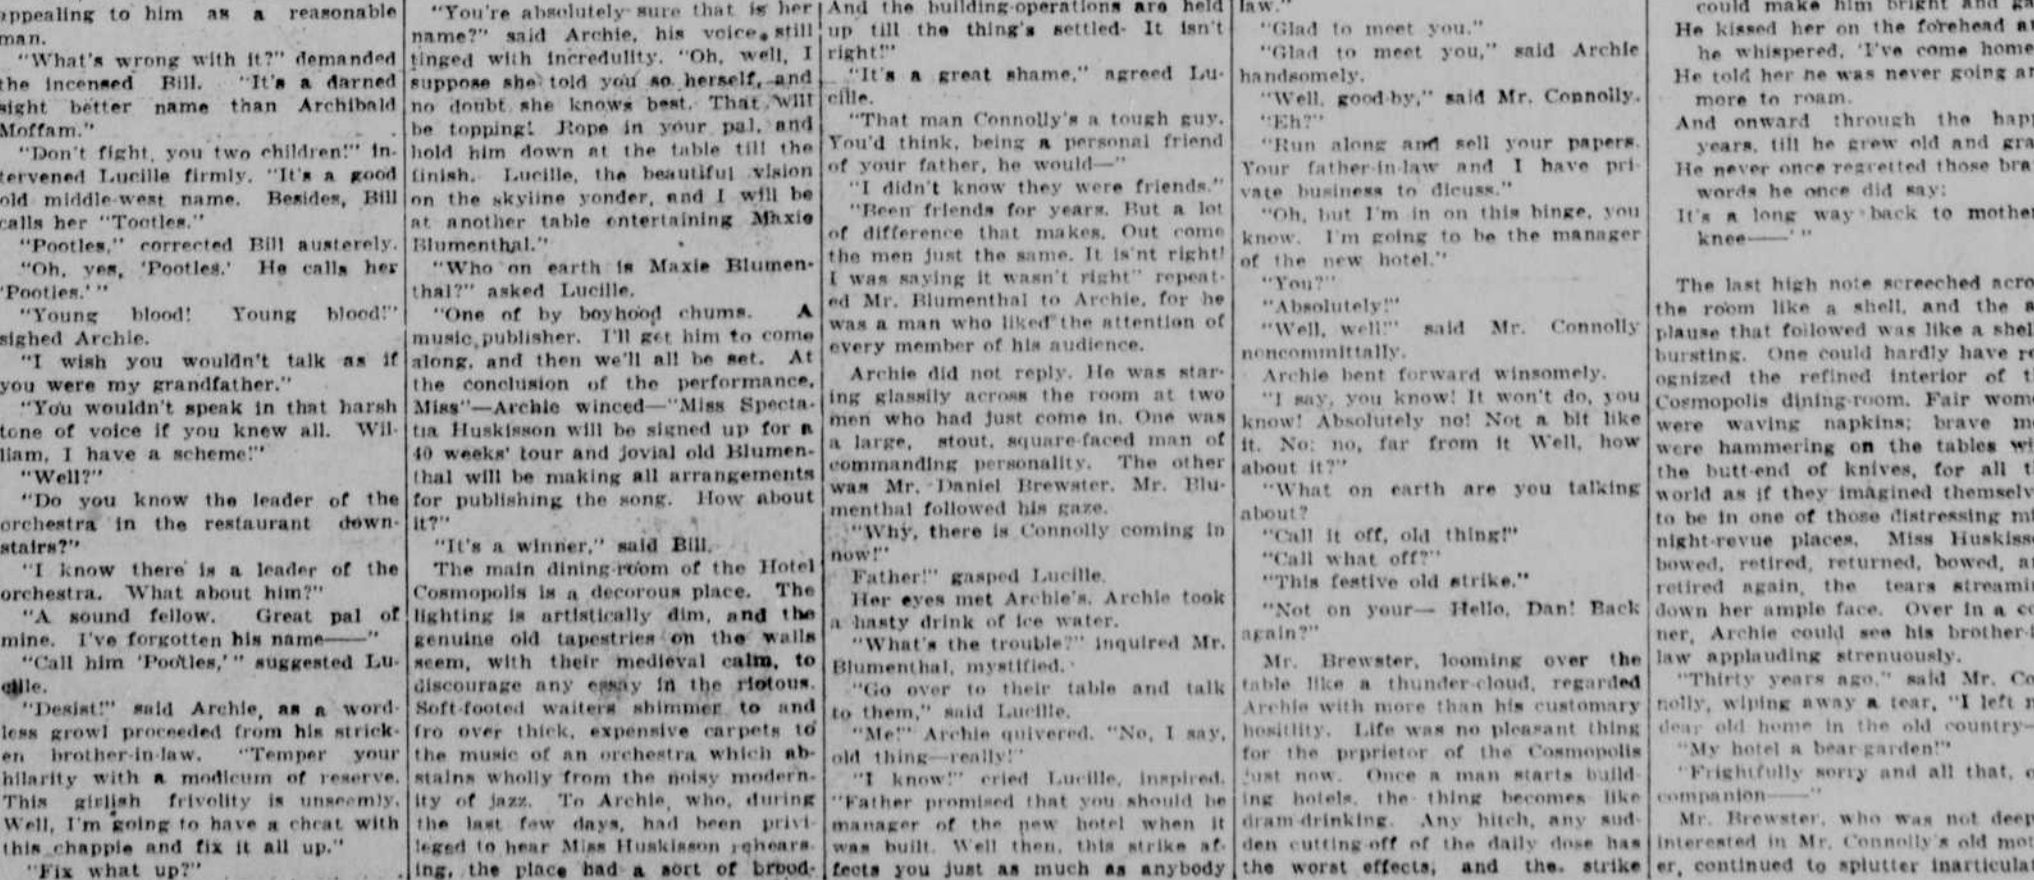 appealing to him as a reasonable
man.
"What's wrong with it?" demanded
the incensed Bill. "It's a darned
sight better name than Archibald
Moffam."
"Don't fight, you two children!" in-
tervened Lucille firmly. "It's a good
old middle-west name. Besides, Bill
calls her "Tootles."
"Pootles," corrected Bill austerely.
"Oh, yes, 'Pootles.' He calls her
'Pootles.'"
"Young blood! Young blood!"
sighed Archie.
"I wish you wouldn't talk as if
you were my grandfather."
"You wouldn't speak in that harsh
tone of voice if you knew all. Wil-
liam, I have a scheme!"
"Well?"
"Do you know the leader of the
orchestra in the restaurant down-
stairs?"
"I know there is a leader of the
orchestra. What about him?"
"A sound fellow. Great pal of
mine. I've forgotten his name——"
"Call him 'Pootles,'" suggested Lu-
cille.
"Desist!" said Archie, as a word-
less growl proceeded from his strick-
en brother-in-law. "Temper your
hilarity with a modicum of reserve.
This girlish frivolity is unseemly.
Well, I'm going to have a cheat with
this chappie and fix it all up."
"Fix what up?"
"You're absolutely sure that is her
name?" said Archie, his voice still
tinged with incredulity. "Oh, well, I
suppose she told you so herself, and
no doubt she knows best. That will
be topping! Rope in your pal, and
hold him down at the table till the
finish. Lucille, the beautiful vision
on the skyline yonder, and I will be
at another table entertaining Maxie
Blumenthal."
"Who on earth is Maxie Blumen-
thal?" asked Lucille.
"One of by boyhood chums. A
music publisher. I'll get him to come
along, and then we'll all be set. At
the conclusion of the performance,
Miss"—Archie winced—"Miss Specta-
tia Huskisson will be signed up for a
40 weeks' tour and jovial old Blumen-
thal will be making all arrangements
for publishing the song. How about
it?"
"It's a winner," said Bill.
The main dining-room of the Hotel
Cosmopolis is a decorous place. The
lighting is artistically dim, and the
genuine old tapestries on the walls
seem, with their medieval calm, to
discourage any essay in the riotous.
Soft-footed waiters shimmer to and
fro over thick, expensive carpets to
the music of an orchestra which ab-
stains wholly from the noisy modern-
ity of jazz. To Archie, who, during
the last few days, had been privi-
leged to hear Miss Huskisson rehears-
ing, the place had a sort of brood-
And the building-operations are held
up till the thing's settled- It isn't
right!"
"It's a great shame," agreed Lu-
cille.
"That man Connolly's a tough guy.
You'd think, being a personal friend
of your father, he would—"
"I didn't know they were friends."
"Been friends for years. But a lot
of difference that makes. Out come
the men just the same. It is'nt right!
I was saying it wasn't right" repeat-
ed Mr. Blumenthal to Archie, for he
was a man who liked the attention of
every member of his audience.
Archie did not reply. He was star-
ing glassily across the room at two
men who had just come in. One was
a large, stout, square-faced man of
commanding personality. The other
was Mr. Daniel Brewster. Mr. Blu-
menthal followed his gaze.
"Why, there is Connolly coming in
now!"
Father!" gasped Lucille.
Her eyes met Archie's. Archie took
a hasty drink of ice water.
"What's the trouble?" inquired Mr.
Blumenthal, mystified.
"Go over to their table and talk
to them," said Lucille.
"Me!" Archie quivered. "No, I say,
old thing—really!"
"I know!" cried Lucille, inspired.
"Father promised that you should be
manager of the new hotel when it
was built. Well then, this strike af-
fects you just as much as anybody
law."
"Glad to meet you."
"Glad to meet you," said Archie
handsomely.
"Well, good-by," said Mr. Connolly.
"Eh?"
"Run along and sell your papers.
Your father-in-law and I have pri-
vate business to dicuss."
"Oh, but I'm in on this binge, you
know. I'm going to be the manager
of the new hotel."
"You?"
"Absolutely!"
"Well, well!" said Mr. Connolly
noncommittally.
Archie bent forward winsomely.
"I say, you know! It won't do, you
know! Absolutely no! Not a bit like
it. No; no, far from it Well, how
about it?"
"What on earth are you talking
about?
"Call it off, old thing!"
"Call what off?"
"This festive old strike."
"Not on your— Hello, Dan! Back
again?"
Mr. Brewster, looming over the
table like a thunder-cloud, regarded
Archie with more than his customary
hositlity. Life was no pleasant thing
for the prprietor of the Cosmopolis
just now. Once a man starts build-
ing hotels, the thing becomes like
dram-drinking. Any hitch, any sud-
den cutting-off of the daily dose has
the worst effects, and the strike
could make him bright and ga
He kissed her on the forehead a
he whispered, 'I've come home
He told her he was never going an
more to roam.
And onward through the hap
years, till he grew old and gra
He never once regretted those bra
words he once did say:
It's a long way back to mothe
knee——'"
The last high note screeched acro
the room like a shell, and the a
plause that followed was like a shel
bursting. One could hardly have re
ognized the refined interior of t
Cosmopolis dining-room. Fair wom
were waving napkins; brave m
were hammering on the tables wi
the butt-end of knives, for all t
world as if they imagined themselv
to be in one of those distressing mi
night-revue places. Miss Huskiss
bowed, retired, returned, bowed, a
retired again, the tears streami
down her ample face. Over in a co
ner, Archie could see his brother-i
law applauding strenuously.
"Thirty years ago," said Mr. Co
nolly, wiping away a tear, "I left
dear old home in the old country—
"My hotel a bear-garden!"
"Frightfully sorry and all that,
companion——"
Mr. Brewster, who was not deep
interested in Mr. Connolly's old mot
er, continued to splutter inarticula